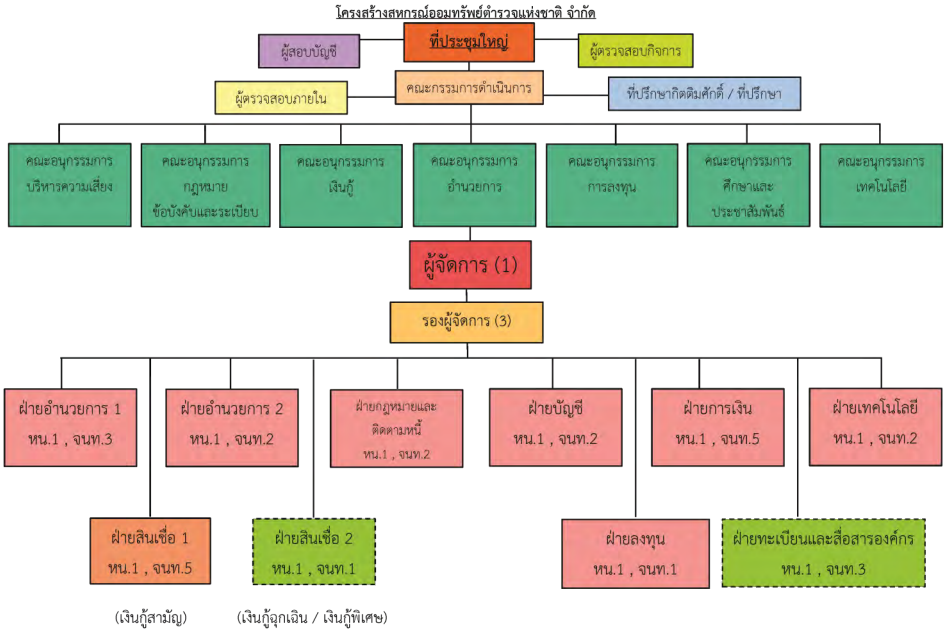 โครงสร้างสหกรณ์ออมทรัพย์ตำรวจแห่งชาติ จำกัด
ที่ประชุมใหญ่
ผู้สอบบัญชี
ผู้ตรวจสอบกิจการ
คณะกรรมการดำเนินการ
ผู้ตรวจสอบภายใน
ที่ปรึกษากิตติมศักดิ์ / ที่ปรึกษา
คณะอนุกรรมการ
บริหารความเสี่ยง
คณะอนุกรรมการ
กฎหมาย
ข้อบังคับและระเบียบ
คณะอนุกรรมการ
เงินกู้
คณะอนุกรรมการ
อำนวยการ
คณะอนุกรรมการ
การลงทุน
คณะอนุกรรมการ
ศึกษาและ
ประชาสัมพันธ์
คณะอนุกรรมการ
เทคโนโลยี
ผู้จัดการ (1)
รองผู้จัดการ (3)
ฝ่ายอำนวยการ 1
หน.1 , จนท.3
ฝ่ายอำนวยการ 2
หน.1 , จนท.2
ฝ่ายกฎหมายและ
ติดตามหนี้
หน.1 , จนท.2
ฝ่ายบัญชี
หน.1 , จนท.2
ฝ่ายการเงิน
หน.1 , จนท.5
ฝ่ายเทคโนโลยี
หน.1 , จนท.2
ฝ่ายสินเชื่อ 1
หน.1 , จนท.5
ฝ่ายสินเชื่อ 2
หน.1 , จนท.1
ฝ่ายลงทุน
หน.1 , จนท.1
ฝ่ายทะเบียนและสื่อสารองค์กร
หน.1 , จนท.3
(เงินกู้สามัญ)
(เงินกู้ฉุกเฉิน / เงินกู้พิเศษ)